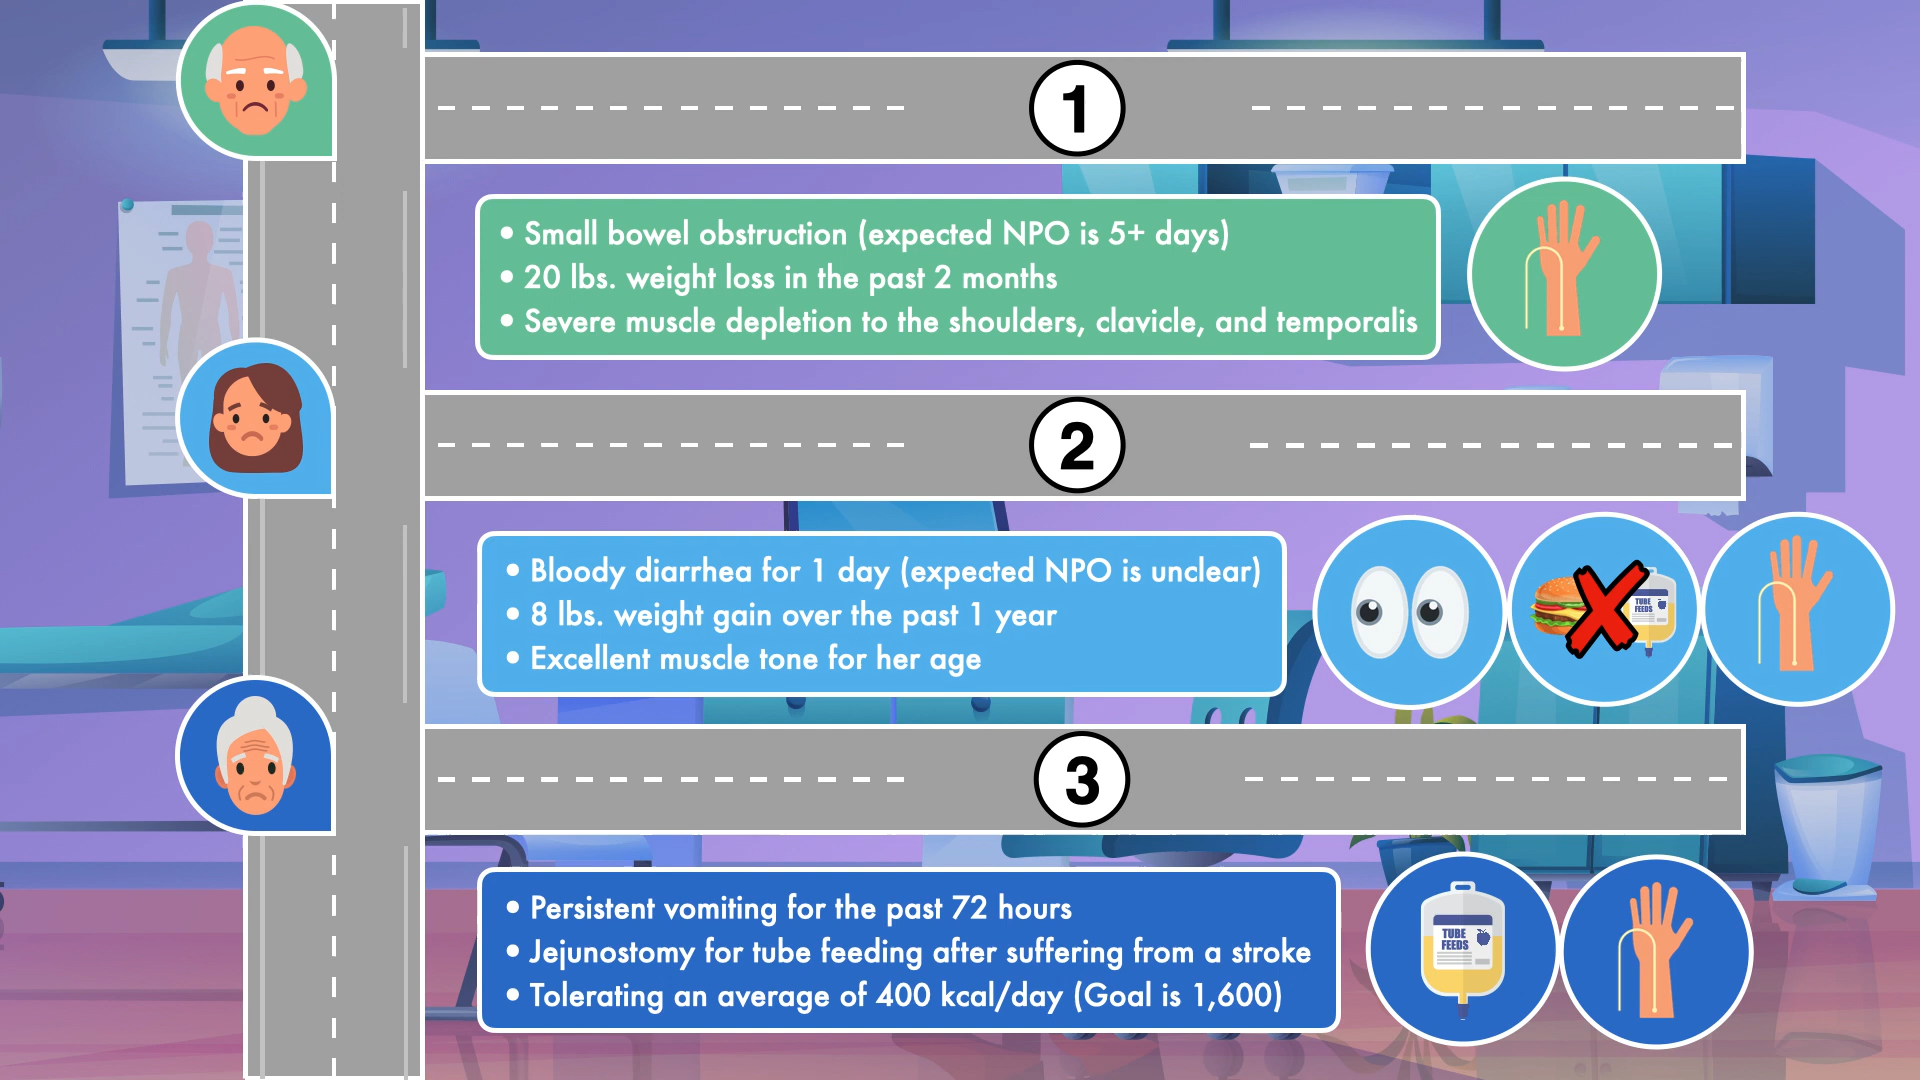 1
• Small bowel obstruction (expected NPO is 5+ days)
• 20 lbs. weight loss in the past 2 months
• Severe muscle depletion to the shoulders, clavicle, and temporalis
2
• Bloody diarrhea for 1 day (expected NPO is unclear)
• 8 lbs. weight gain over the past 1 year
• Excellent muscle tone for her age
TUBE
FEEDS
3
• Persistent vomiting for the past 72 hours
• Jejunostomy for tube feeding after suffering from a stroke
• Tolerating an average of 400 kcal/day (Goal is 1,600)
TUBE
FEEDS